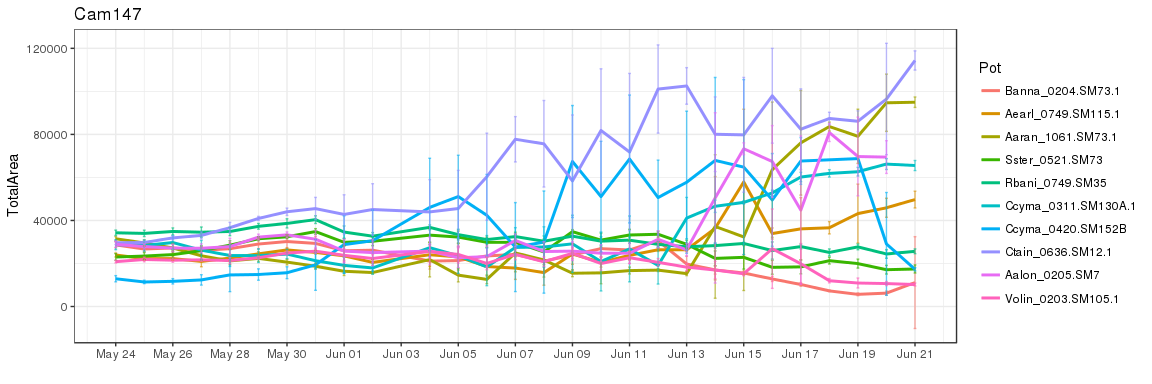 Cam147
TotalArea
120000
80000
40000
0
May 24 May 26 May 28 May 30 Jun 01 Jun 03 Jun 05 Jun 07 Jun 09 Jun 11 Jun 13 Jun 15 Jun 17 Jun 19 Jun 21
Pot
Banna_0204.SM73.1
Aearl_0749.SM115.1
Aaran_1061.SM73.1
Sster_0521.SM73
Rbani_0749.SM35
Ccyma_0311.SM130A.1
Ccyma_0420.SM152B
Ctain_0636.SM12.1
Aalon_0205.SM7
Volin_0203.SM105.1